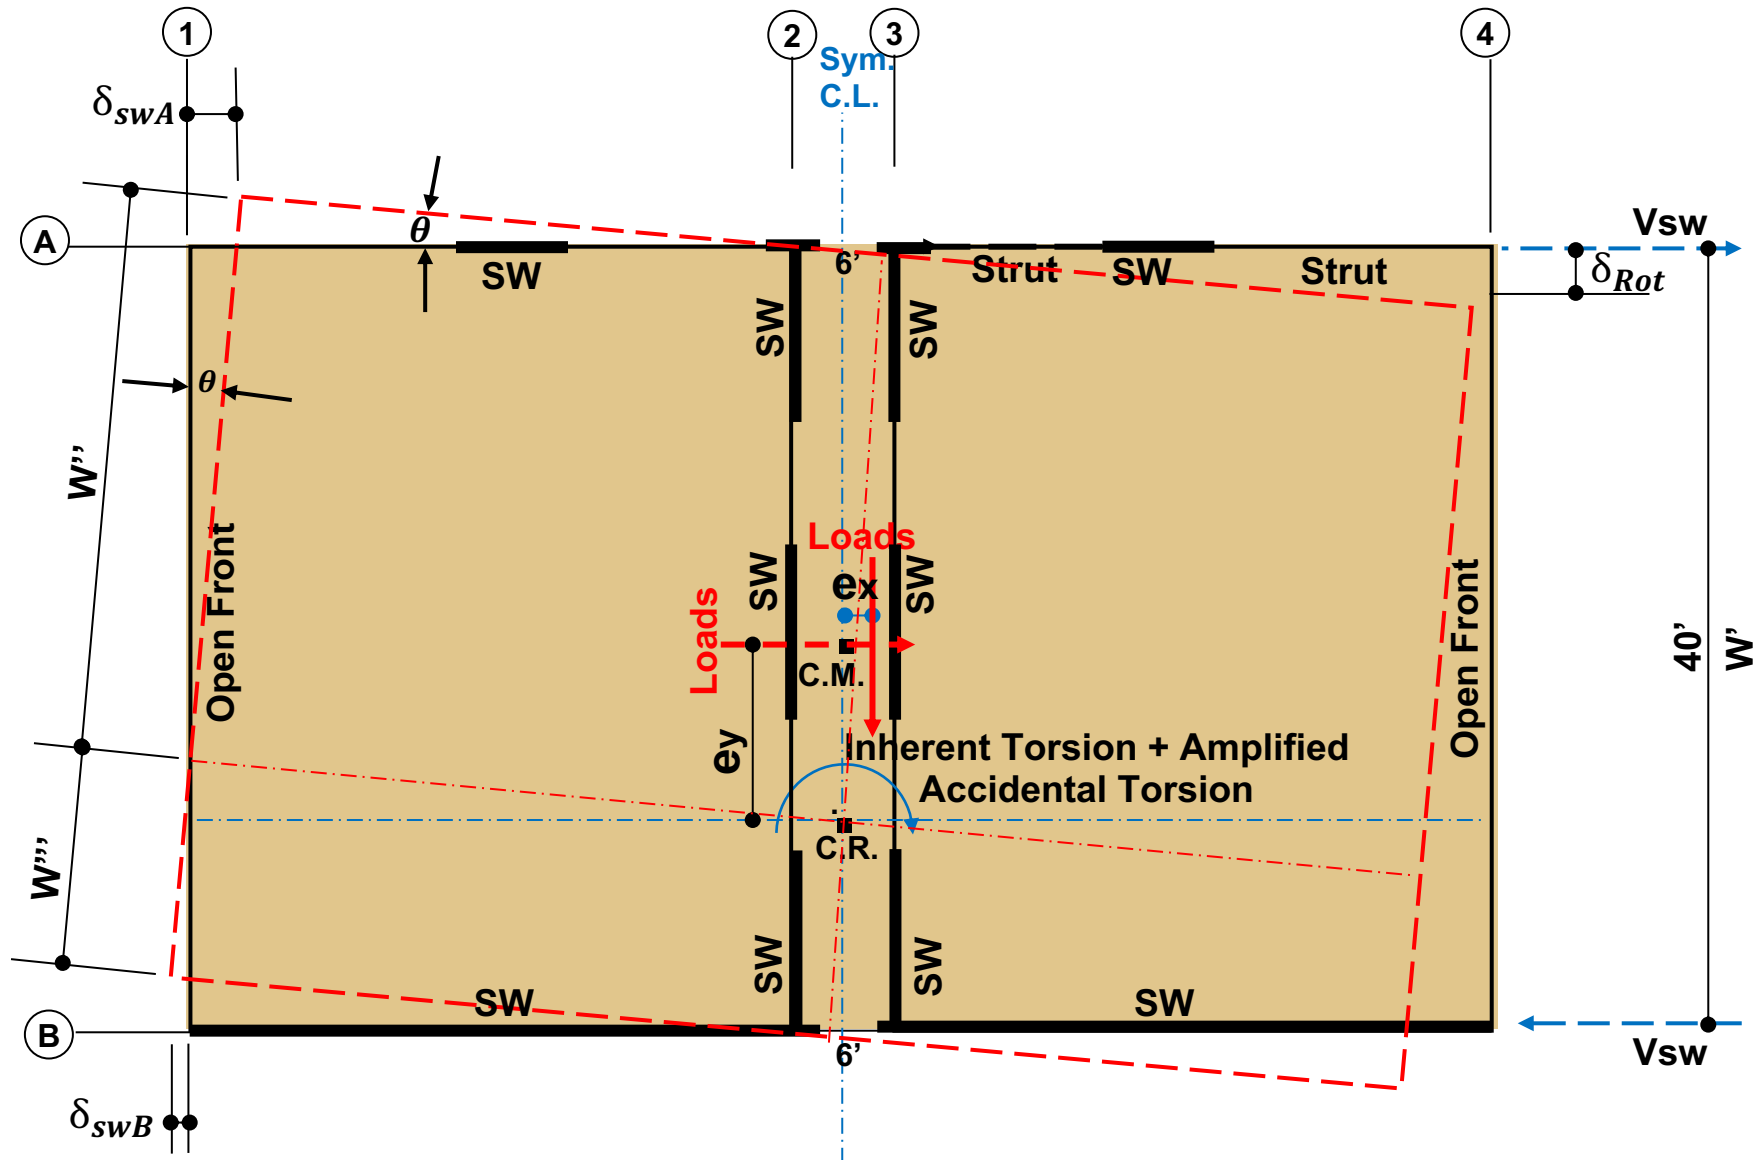 1
2
3
4
Sym.
C.L.
δswA
A
θ
6'
SW
Strut
SW
Strut
Vsw
δRot
SW
SW
θ
W''
Open Front
Loads
ex
SW
SW
Loads
C.M.
Open Front
40'
W'
ey
Inherent Torsion + Amplified
Accidental Torsion
C.R.
W'''
SW
SW
SW
SW
B
6'
Vsw
δswB